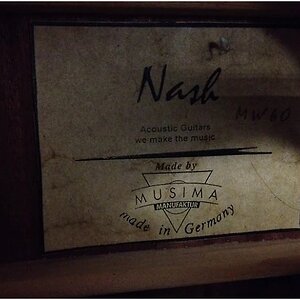 Nash
MW60
Acoustic Guitars
we make the music
Made by
MUSIMA
MANUFAKTUR
made in Germany